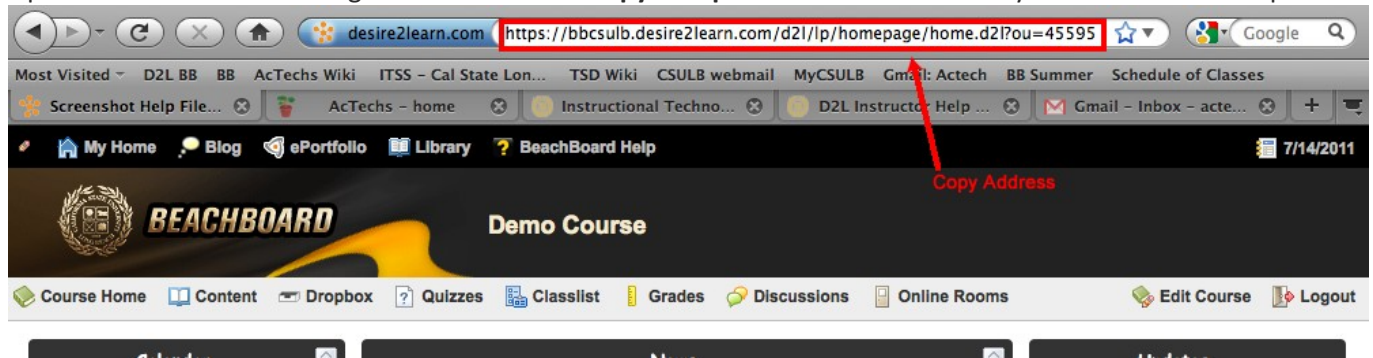 desire2learn.com https://bbcsulb.desire2learn.com/d2l/lp/homepage/home.d2l?ou=45595 Google
Most Visited D2L BB BB AcTechs Wiki ITSS - Cal State Lon... TSD Wiki CSULB webmail MyCSULB Gmail: Actech BB Summer Schedule of Classes
Screenshot Help File... AcTechs - home Instructional Techno... D2L Instructor Help ... Gmail - Inbox - acte...
My Home Blog ePortfolio Library BeachBoard Help 7/14/2011
Copy Address
BEACHBOARD Demo Course
Course Home Content Dropbox Quizzes Classlist Grades Discussions Online Rooms Edit Course Logout